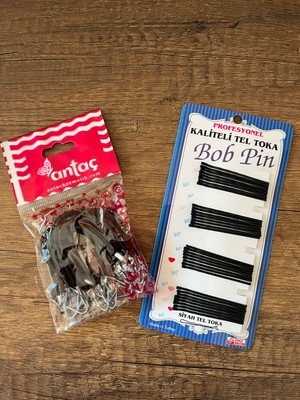 antaç
PROFESYONEL
KALİTELİ TEL TOKA
Bob Pin
SİYAH TEL TOKA